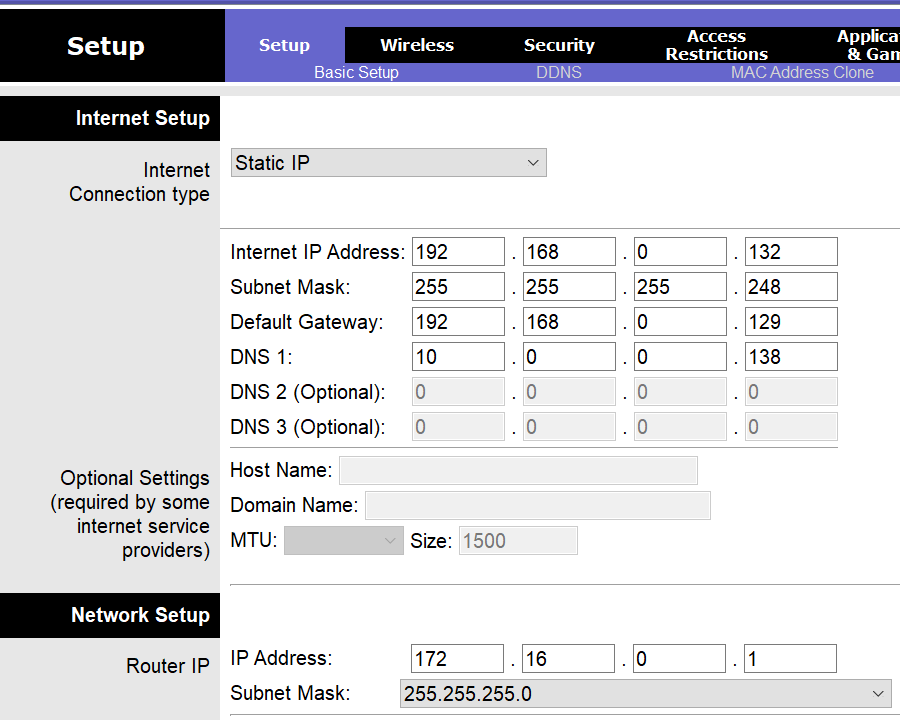 Setup
Setup Wireless Security Access Restrictions Applicat & Gam
Basic Setup DDNS MAC Address Clone
Internet Setup
Internet
Connection type
Static IP
Internet IP Address: 192 . 168 . 0 . 132
Subnet Mask: 255 . 255 . 255 . 248
Default Gateway: 192 . 168 . 0 . 129
DNS 1: 10 . 0 . 0 . 138
DNS 2 (Optional): 0 . 0 . 0 . 0
DNS 3 (Optional): 0 . 0 . 0 . 0
Optional Settings
(required by some
internet service
providers)
Host Name:
Domain Name:
MTU: Size: 1500
Network Setup
Router IP
IP Address: 172 . 16 . 0 . 1
Subnet Mask: 255.255.255.0